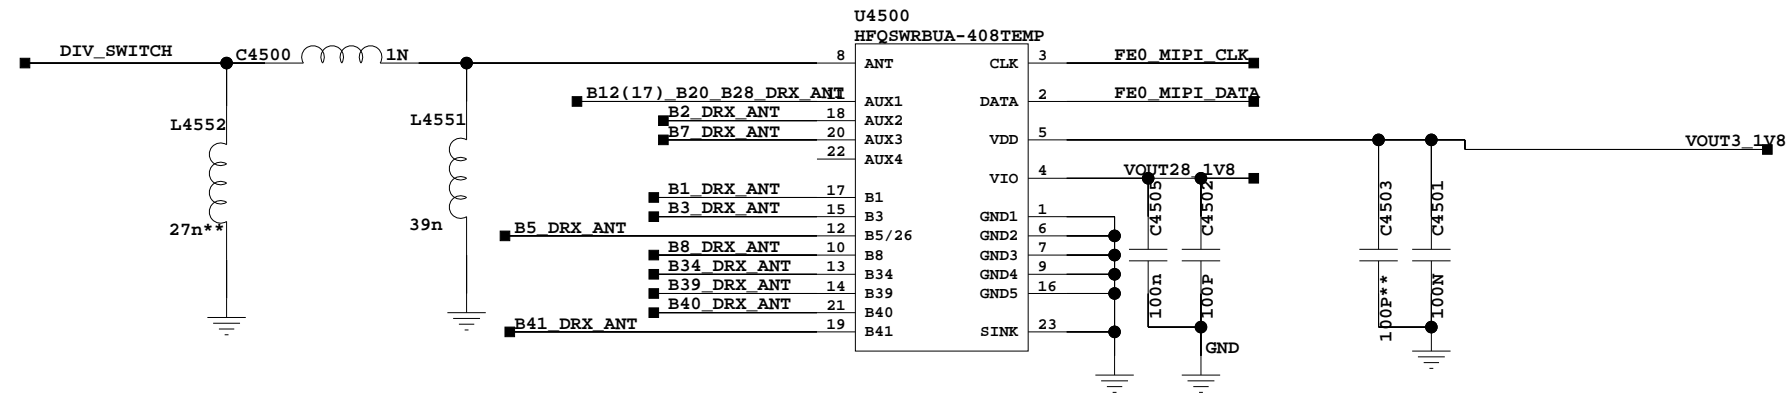 U4500
HFQSWRBUA-408TEMP
DIV_SWITCH
C4500
1N
8
ANT
CLK
3
FE0_MIPI_CLK
B12(17)_B20_B28_DRX_ANT
11
AUX1
DATA
2
FE0_MIPI_DATA
L4552
L4551
B2_DRX_ANT
18
AUX2
B7_DRX_ANT
20
AUX3
VDD
5
VOUT3_1V8
22
AUX4
VIO
4
VOUT28_1V8
B1_DRX_ANT
17
B1
C4505
C4502
C4503
C4501
B3_DRX_ANT
15
B3
GND1
1
27n**
39n
B5_DRX_ANT
12
B5/26
GND2
6
B8_DRX_ANT
10
B8
GND3
7
B34_DRX_ANT
13
B34
GND4
9
B39_DRX_ANT
14
B39
GND5
16
100n
100P
100P**
100N
B40_DRX_ANT
21
B40
B41_DRX_ANT
19
B41
SINK
23
GND